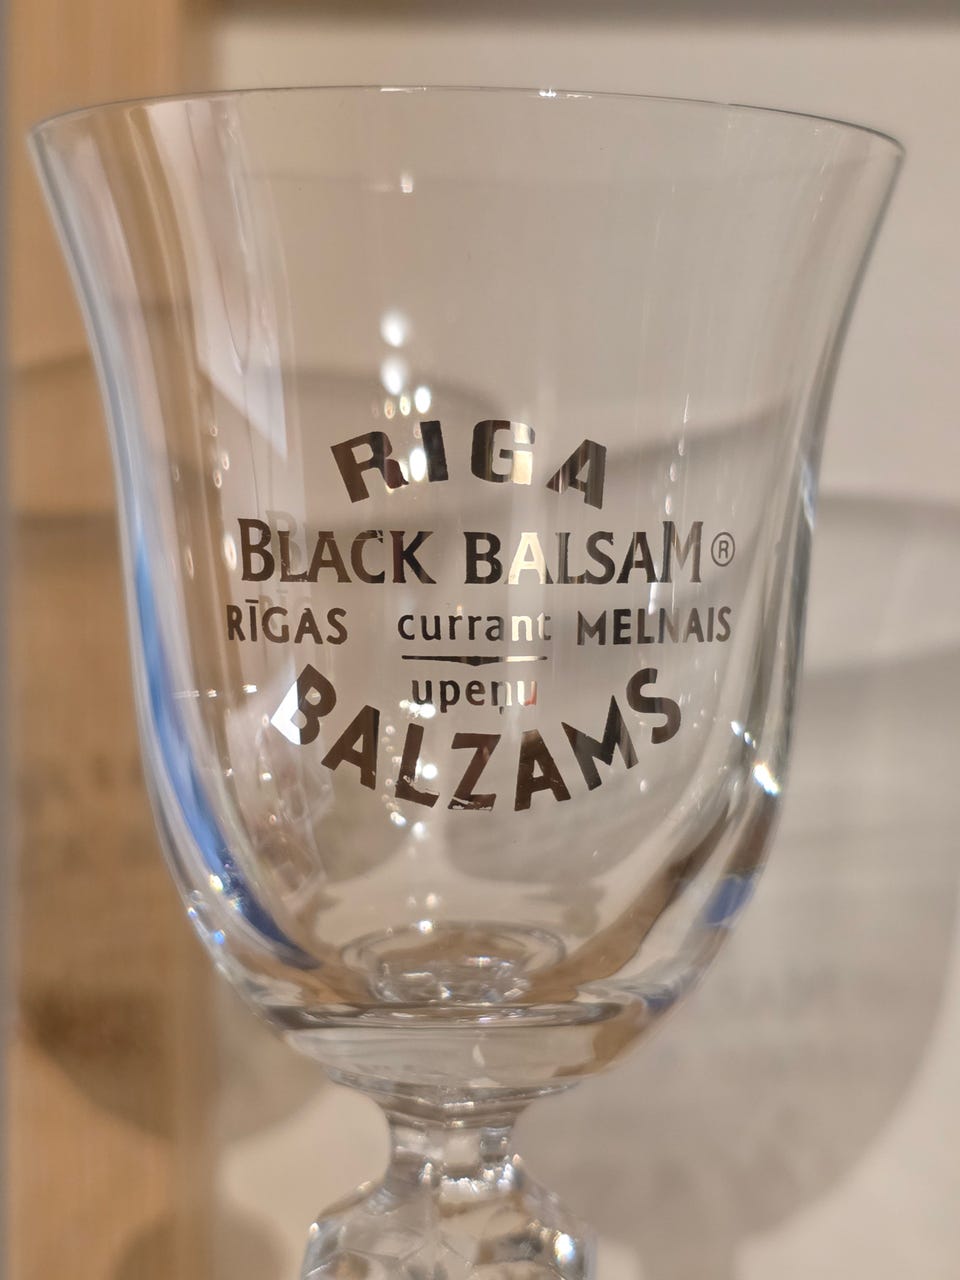 RIGA
BLACK BALSAM®
RĪGAS currant MELNAIS
upeņu
BALZAMS